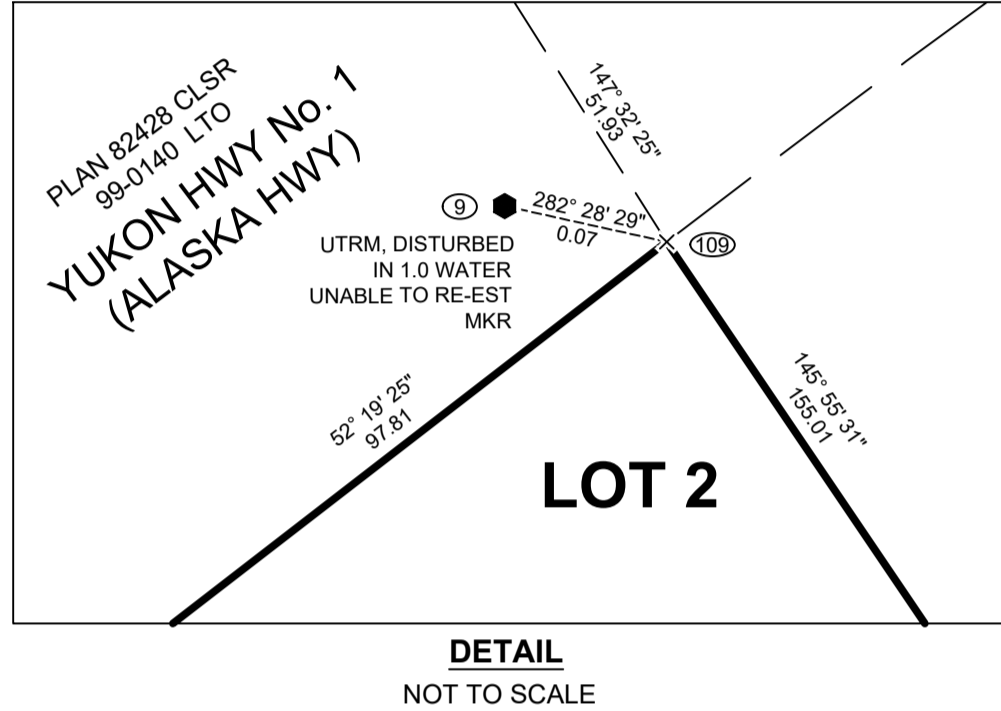 PLAN 82428 CLSR
99-0140 LTO
YUKON HWY No. 1
(ALASKA HWY)
147° 32' 25"
51.93
9
282° 28' 29"
0.07
109
UTRM, DISTURBED
IN 1.0 WATER
UNABLE TO RE-EST
MKR
52° 19' 25"
97.81
145° 55' 31"
155.01
LOT 2
DETAIL
NOT TO SCALE